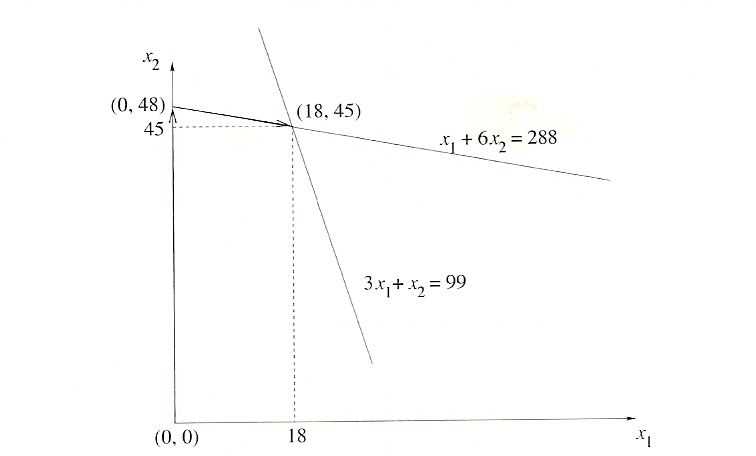 x₂
(0, 48)
(18, 45)
45
x₁ + 6x₂ = 288
3x₁ + x₂ = 99
(0, 0)
18
x₁